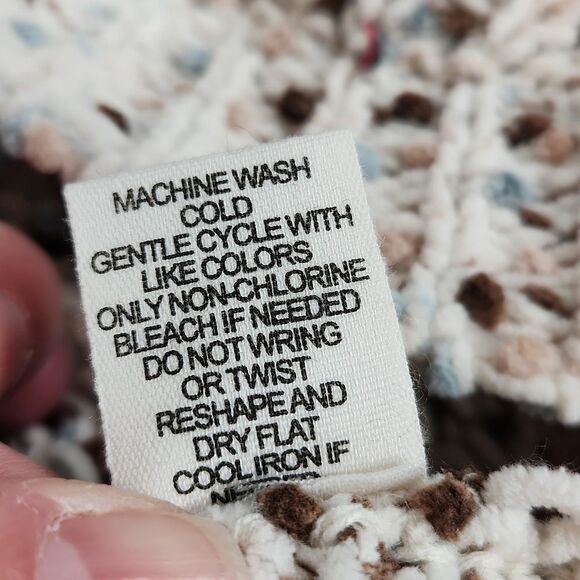 MACHINE WASH
COLD
GENTLE CYCLE WITH
LIKE COLORS
ONLY NON-CHLORINE
BLEACH IF NEEDED
DO NOT WRING
OR TWIST
RESHAPE AND
DRY FLAT
COOL IRON IF